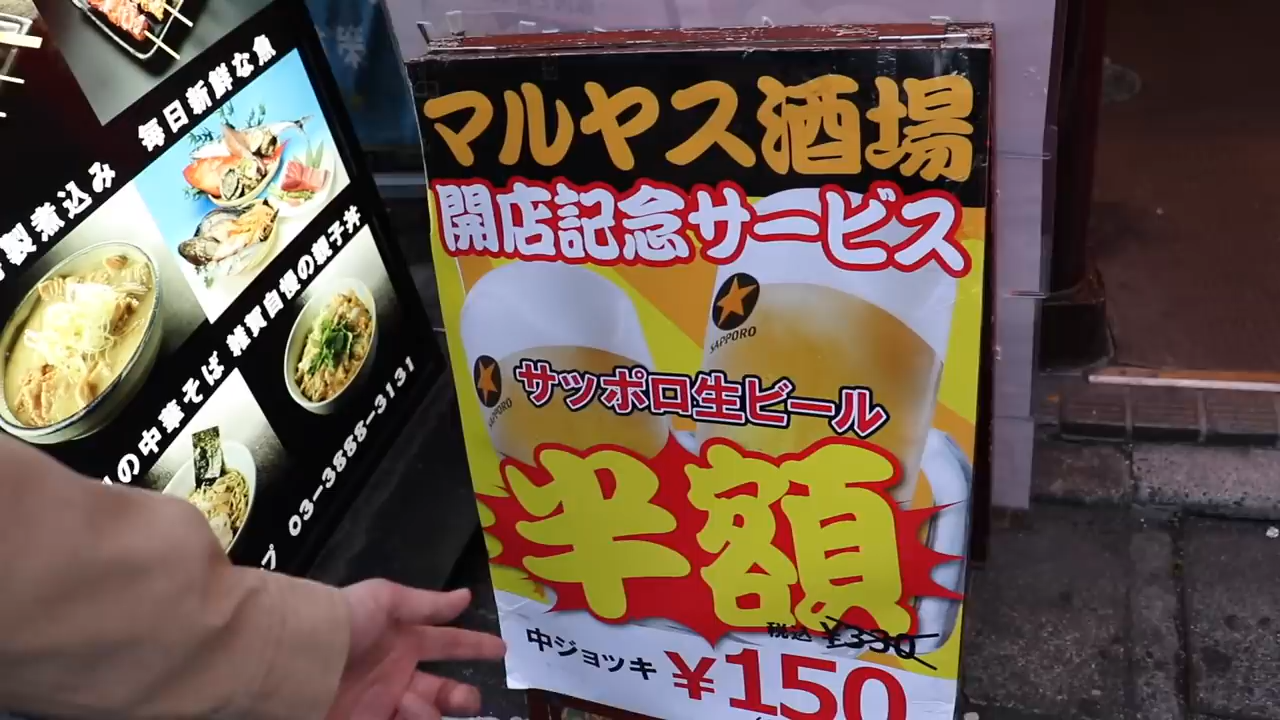 マルヤス酒場
開店記念サービス
SAPPORO
SAPPORO
サッポロ生ビール
半額
税込 ¥330
中ジョッキ ¥150
毎日新鮮な魚
製煮込み
雑賀自慢の親子丼
の中華そば
03-3888-3131
プ